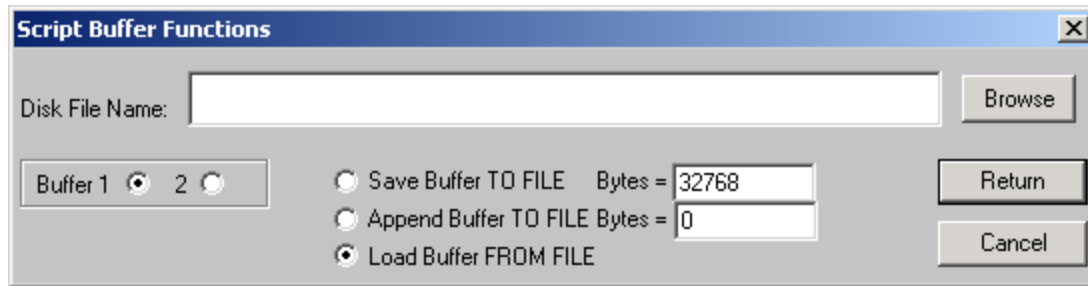 Script Buffer Functions
Disk File Name: Browse
Buffer 1 2 Save Buffer TO FILE Bytes = 32768 Return
Append Buffer TO FILE Bytes = 0
Load Buffer FROM FILE Cancel